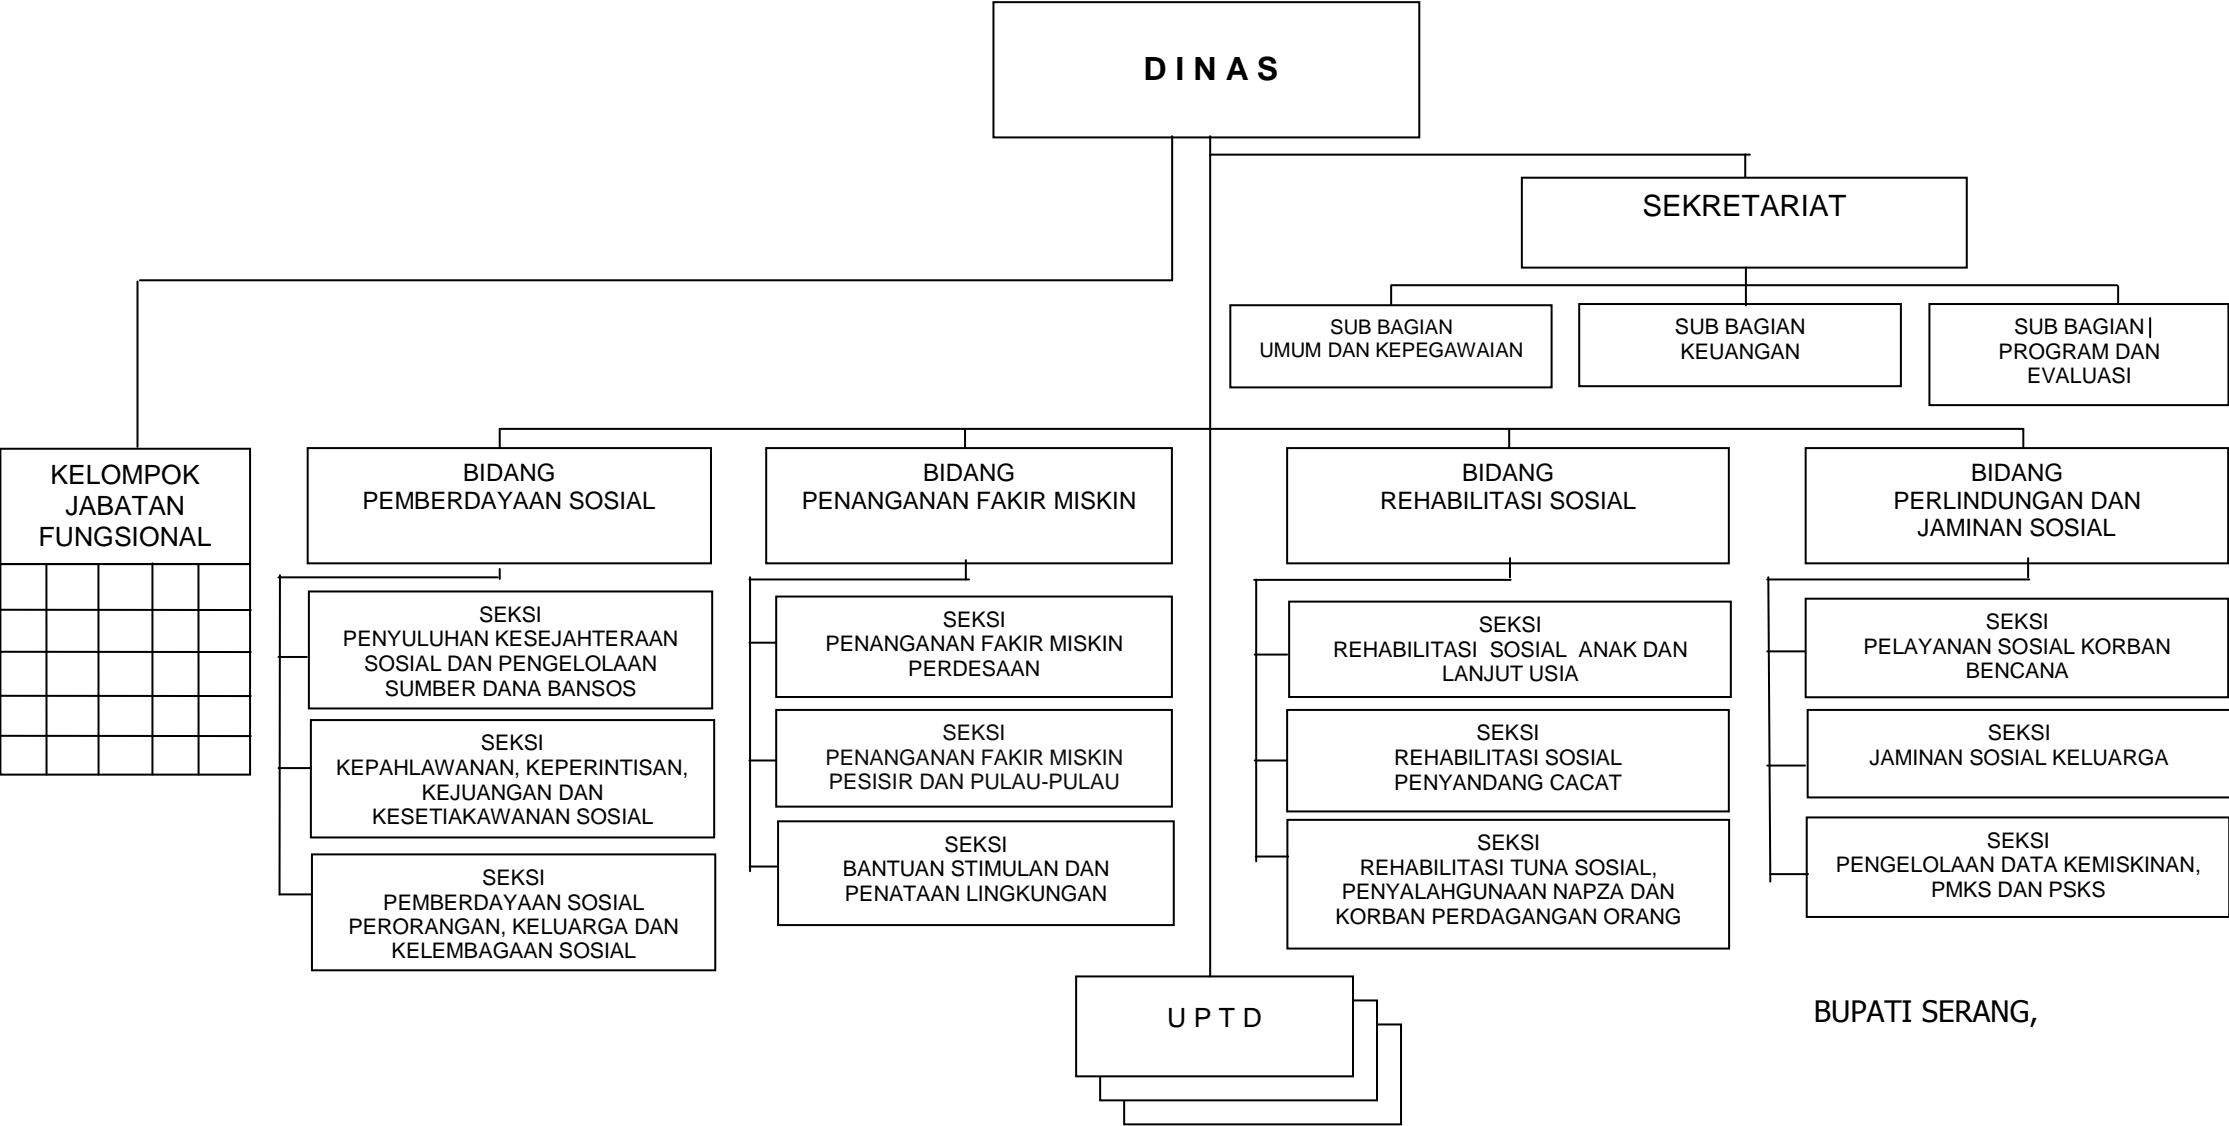 D I N A S
SEKRETARIAT
SUB BAGIAN
UMUM DAN KEPEGAWAIAN
SUB BAGIAN
KEUANGAN
SUB BAGIAN|
PROGRAM DAN
EVALUASI
KELOMPOK
JABATAN
FUNGSIONAL
BIDANG
PEMBERDAYAAN SOSIAL
SEKSI
PENYULUHAN KESEJAHTERAAN
SOSIAL DAN PENGELOLAAN
SUMBER DANA BANSOS
SEKSI
KEPAHLAWANAN, KEPERINTISAN,
KEJUANGAN DAN
KESETIAKAWANAN SOSIAL
SEKSI
PEMBERDAYAAN SOSIAL
PERORANGAN, KELUARGA DAN
KELEMBAGAAN SOSIAL
BIDANG
PENANGANAN FAKIR MISKIN
SEKSI
PENANGANAN FAKIR MISKIN
PERDESAAN
SEKSI
PENANGANAN FAKIR MISKIN
PESISIR DAN PULAU-PULAU
SEKSI
BANTUAN STIMULAN DAN
PENATAAN LINGKUNGAN
BIDANG
REHABILITASI SOSIAL
SEKSI
REHABILITASI  SOSIAL  ANAK DAN
LANJUT USIA
SEKSI
REHABILITASI SOSIAL
PENYANDANG CACAT
SEKSI
REHABILITASI TUNA SOSIAL,
PENYALAHGUNAAN NAPZA DAN
KORBAN PERDAGANGAN ORANG
BIDANG
PERLINDUNGAN DAN
JAMINAN SOSIAL
SEKSI
PELAYANAN SOSIAL KORBAN
BENCANA
SEKSI
JAMINAN SOSIAL KELUARGA
SEKSI
PENGELOLAAN DATA KEMISKINAN,
PMKS DAN PSKS
U P T D
BUPATI SERANG,